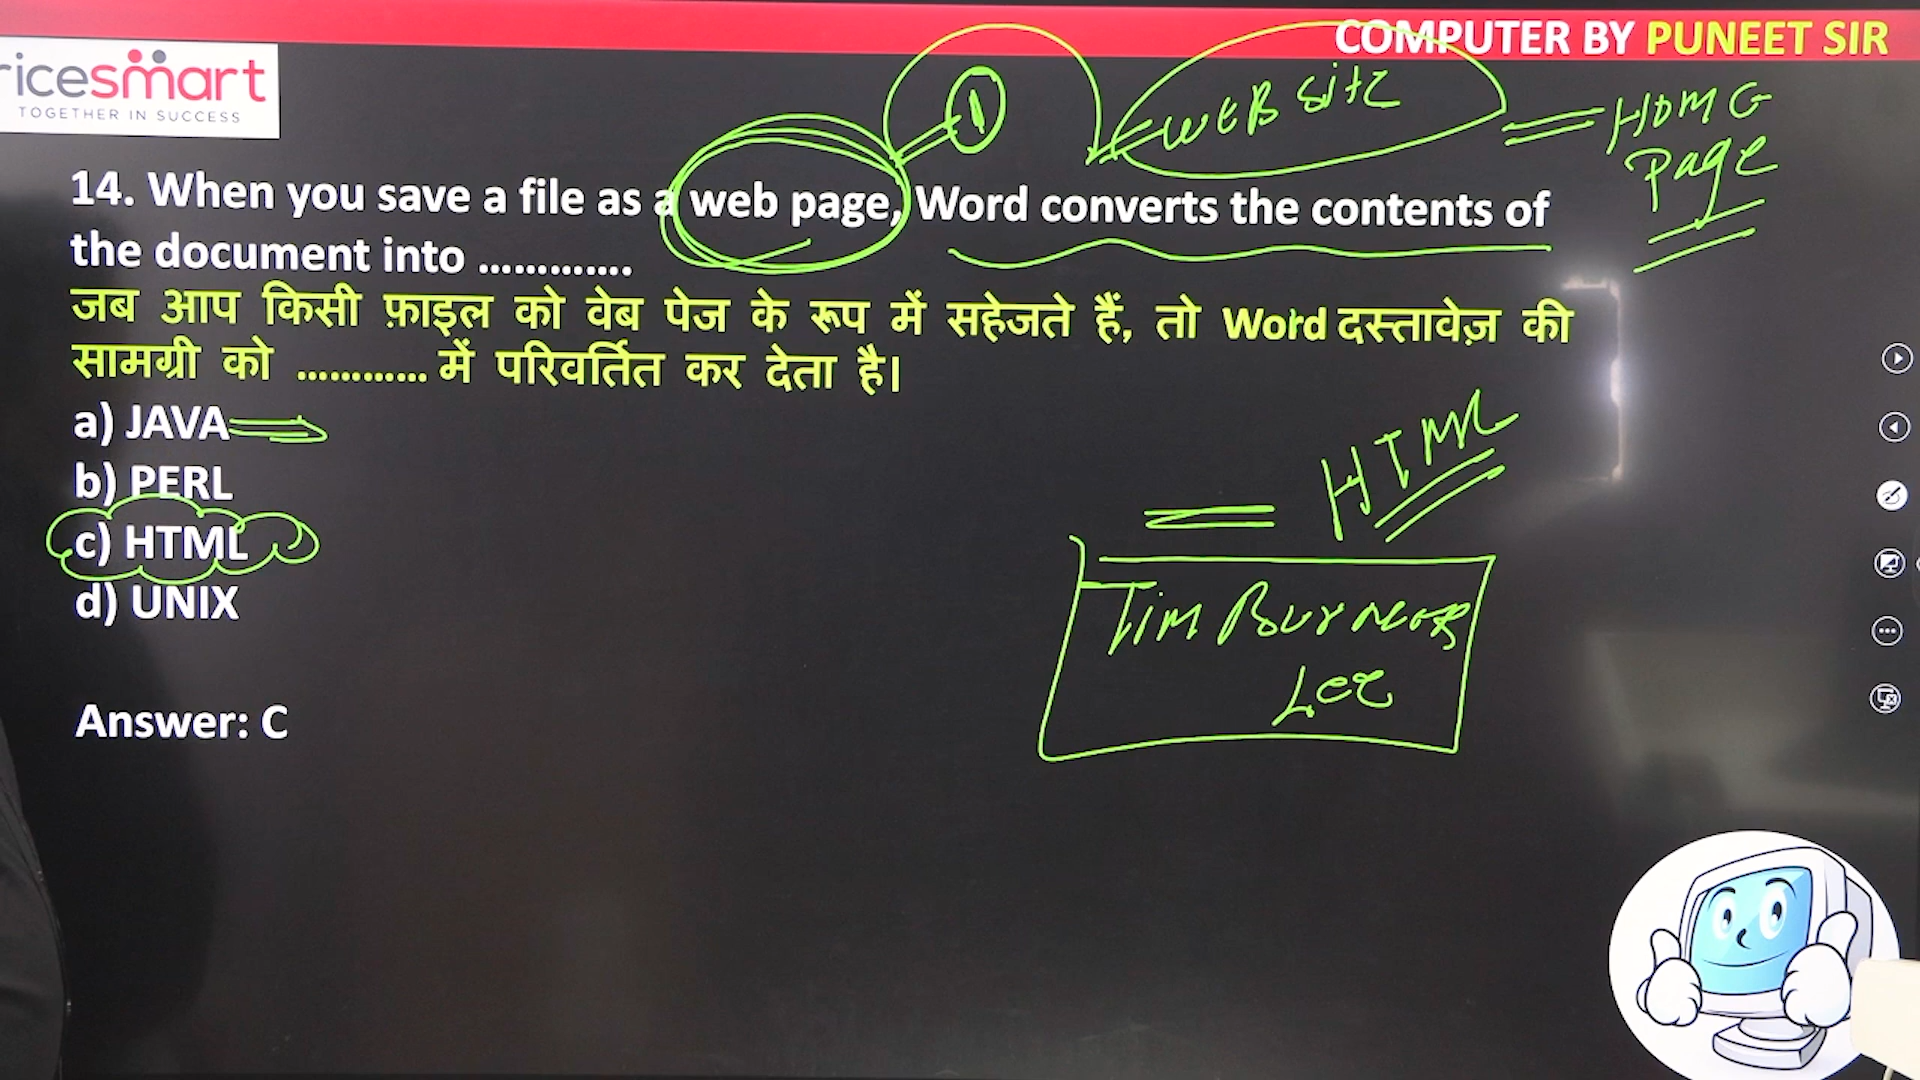 COMPUTER BY PUNEET SIR
ricesmart
TOGETHER IN SUCCESS
1
WEB SitE
HOME
Page
14. When you save a file as a web page, Word converts the contents of
the document into .............
जब आप किसी फ़ाइल को वेब पेज के रूप में सहेजते हैं, तो Word दस्तावेज़ की
सामग्री को ............. में परिवर्तित कर देता है।
a) JAVA
b) PERL
c) HTML
d) UNIX
HTML
Tim
Lee
Answer: C